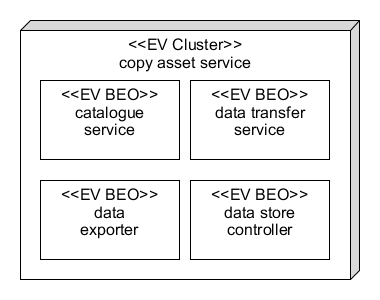 <<EV Cluster>>
copy asset service
<<EV BEO>>
catalogue
service
<<EV BEO>>
data transfer
service
<<EV BEO>>
data
exporter
<<EV BEO>>
data store
controller